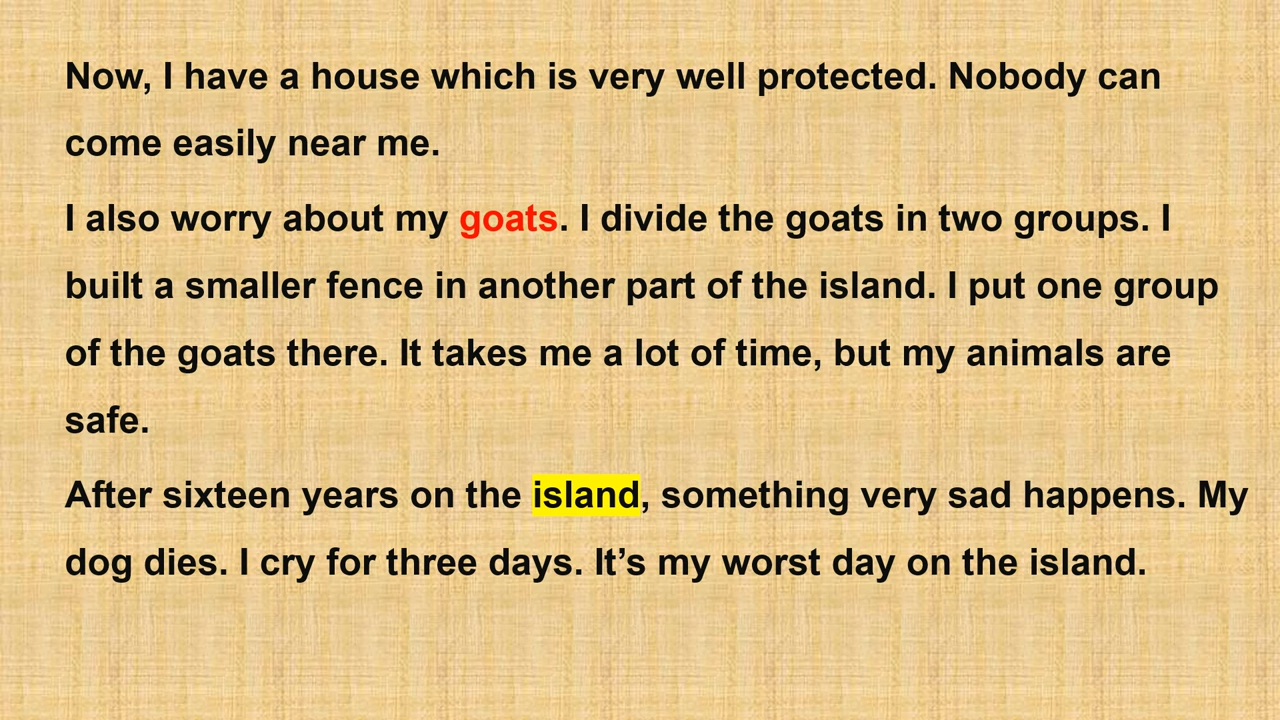 Now, I have a house which is very well protected. Nobody can
come easily near me.
I also worry about my goats. I divide the goats in two groups. I
built a smaller fence in another part of the island. I put one group
of the goats there. It takes me a lot of time, but my animals are
safe.
After sixteen years on the island, something very sad happens. My
dog dies. I cry for three days. It’s my worst day on the island.